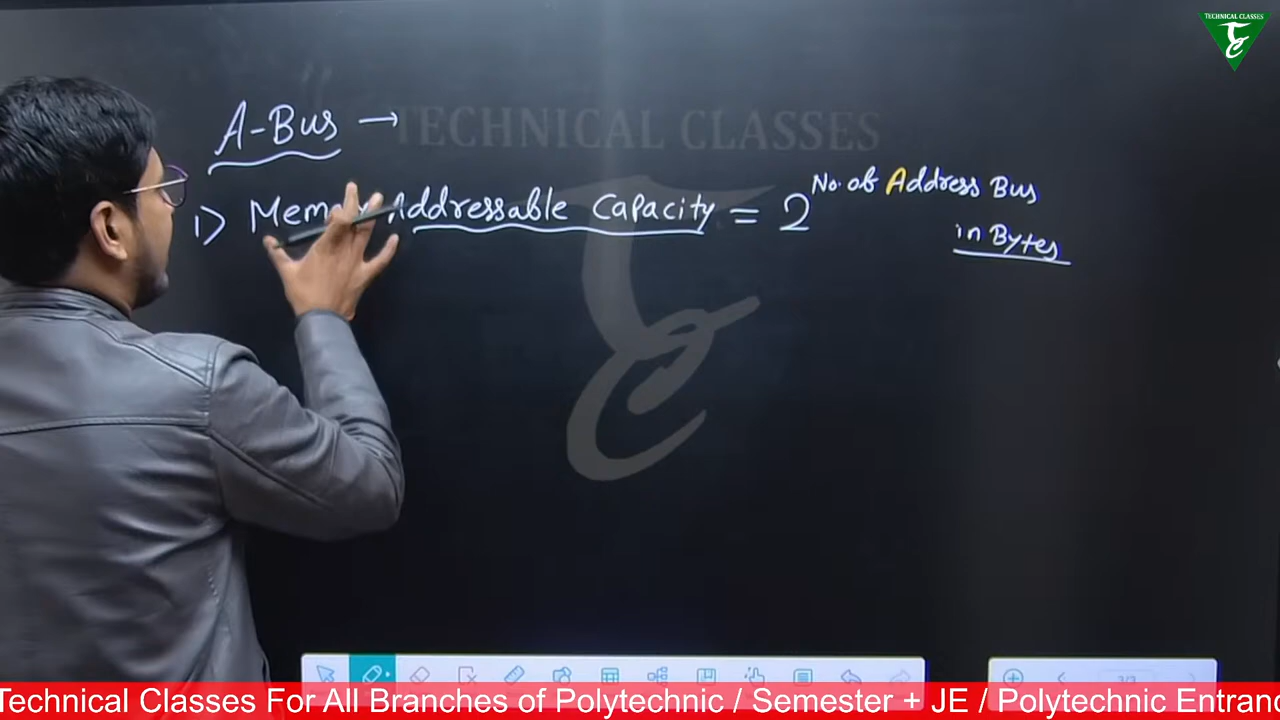 TECHNICAL CLASSES
A-Bus →
TECHNICAL CLASSES
1) Memory Addressable Capacity = 2^No. of Address Bus
in Bytes
Technical Classes For All Branches of Polytechnic / Semester + JE / Polytechnic Entranc